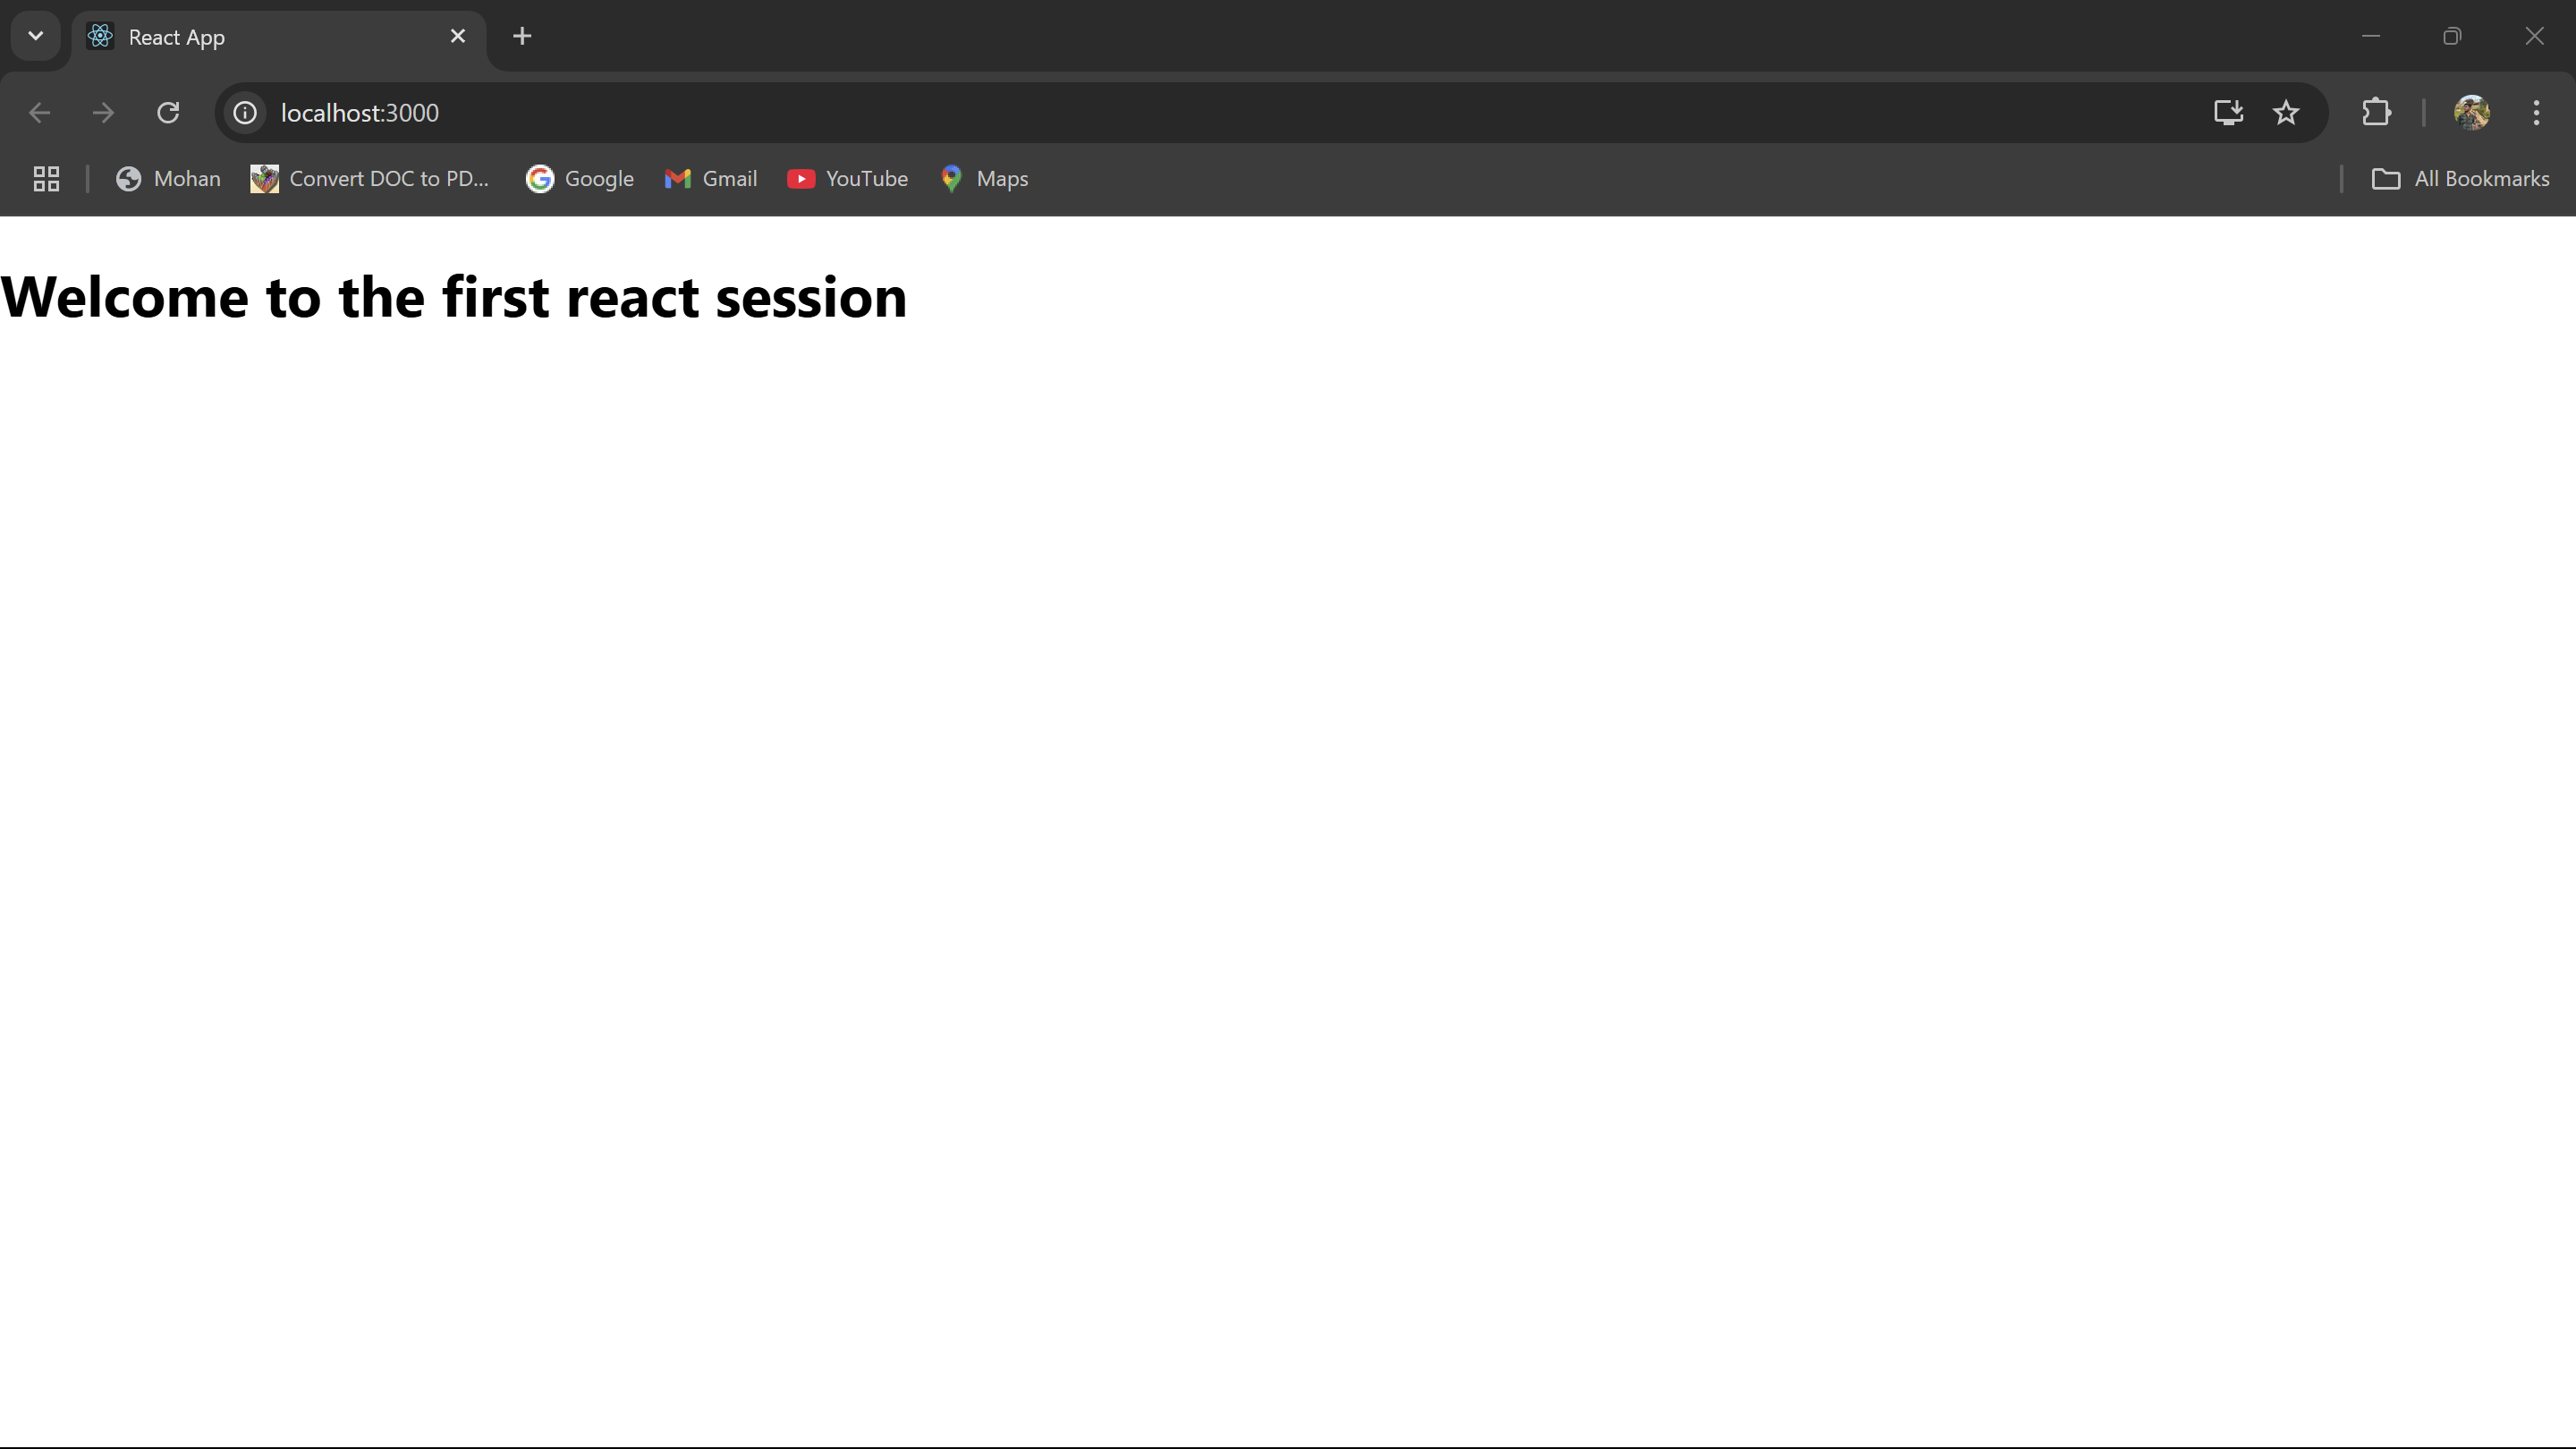 React App
localhost:3000
Mohan Convert DOC to PD... Google Gmail YouTube Maps All Bookmarks
Welcome to the first react session